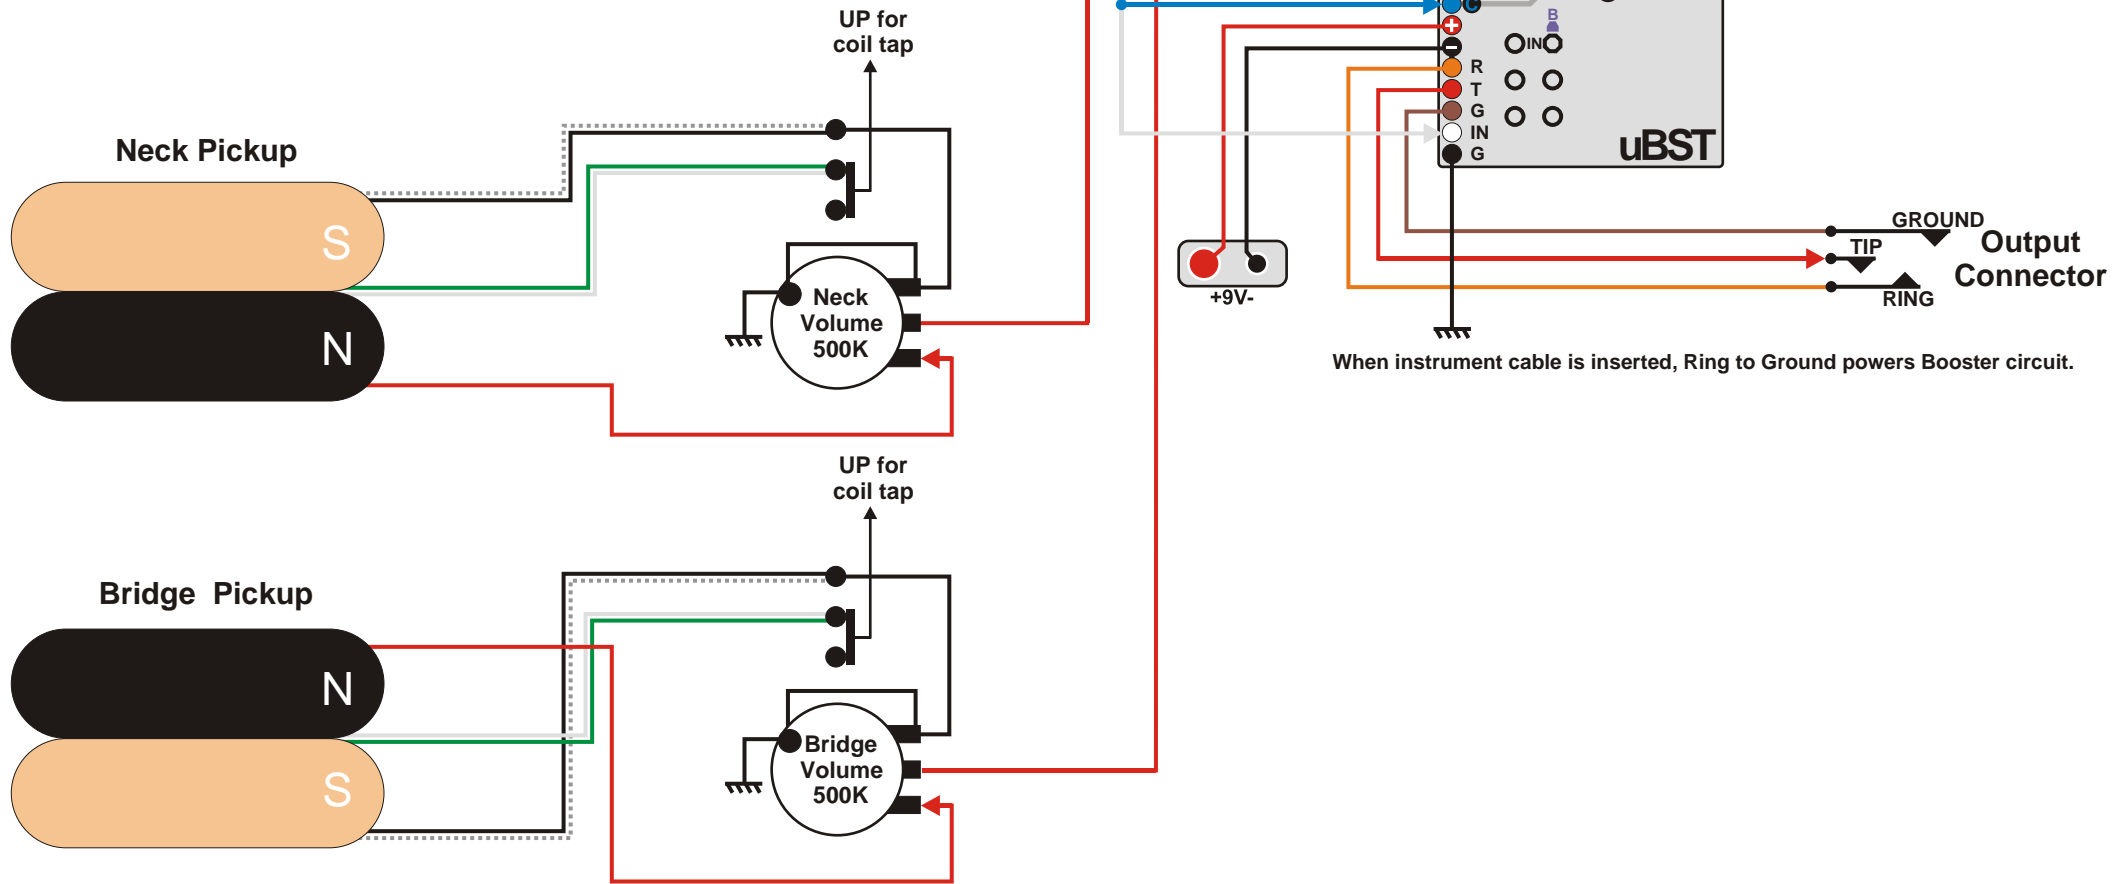 UP for
coil tap
Neck Pickup
S
N
Neck
Volume
500K
UP for
coil tap
Bridge Pickup
N
S
Bridge
Volume
500K
C
B
+
IN
-
R
T
G
IN
G
uBST
+9V-
GROUND
TIP
RING
Output
Connector
When instrument cable is inserted, Ring to Ground powers Booster circuit.